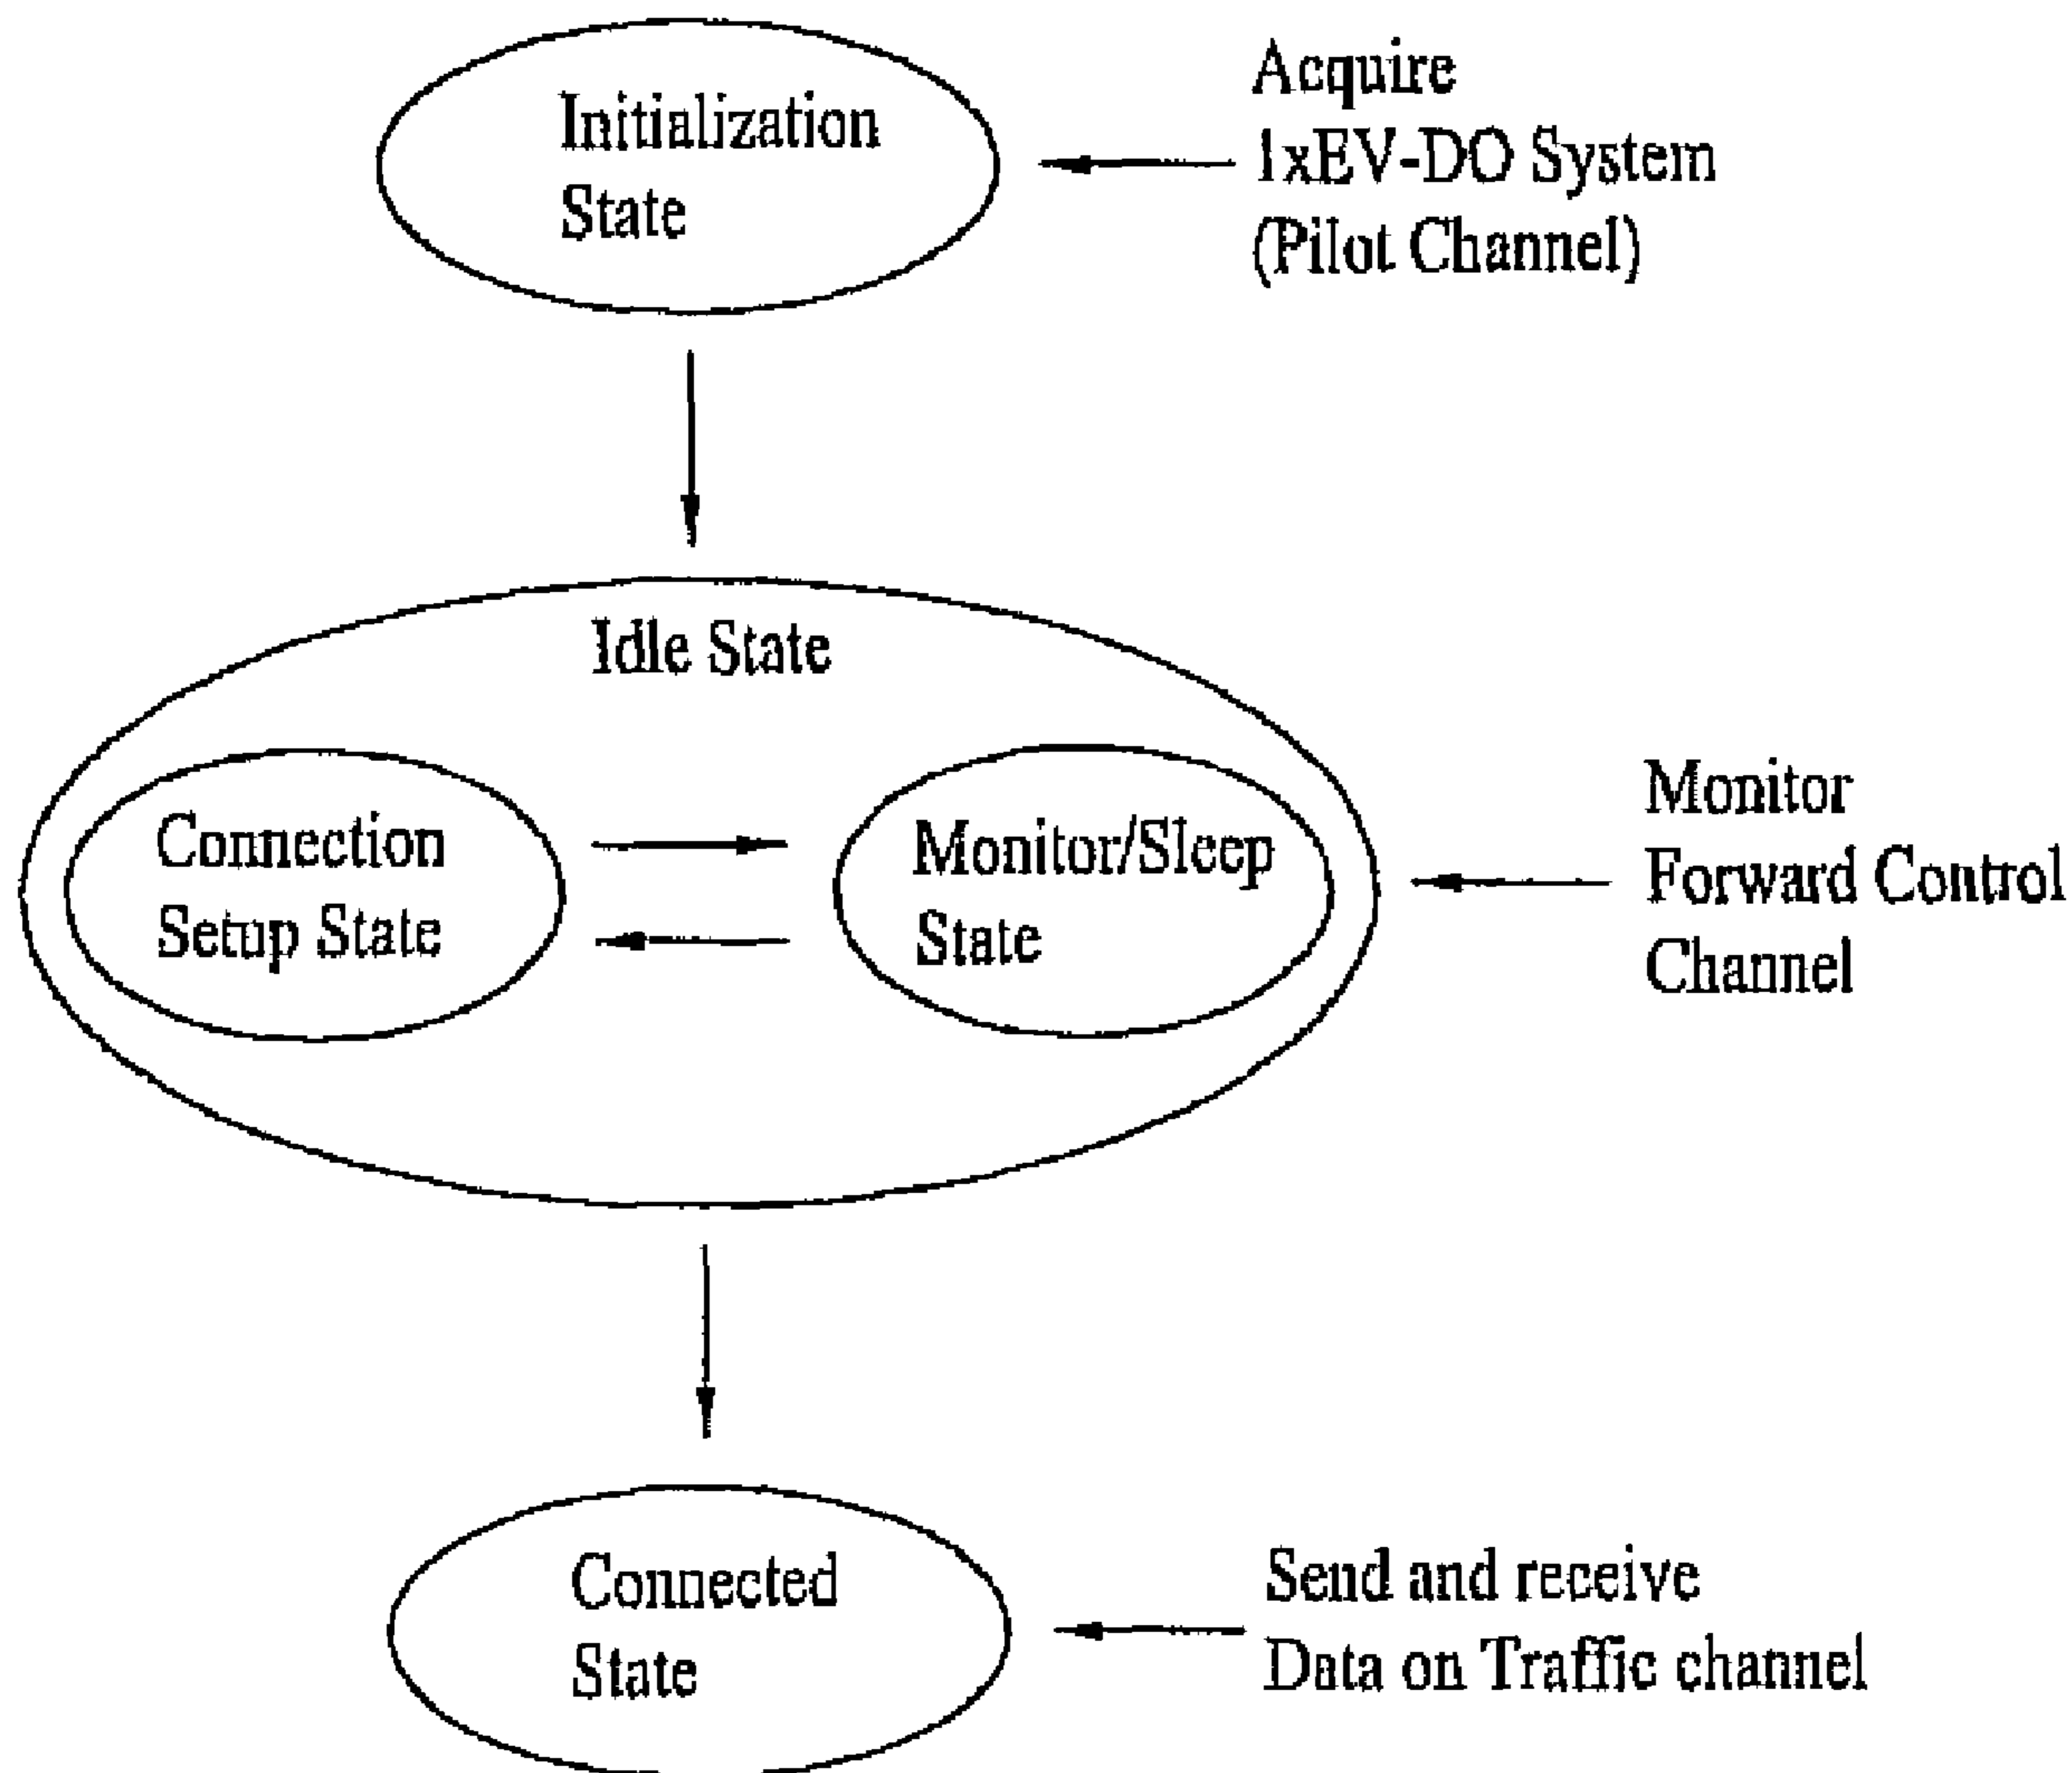 Initialization
State
Acquire
1xEV-DO System
(Pilot Channel)
Idle State
Connection
Setup State
Monitor/Sleep
State
Monitor
Forward Control
Channel
Connected
State
Send and receive
Data on Traffic channel